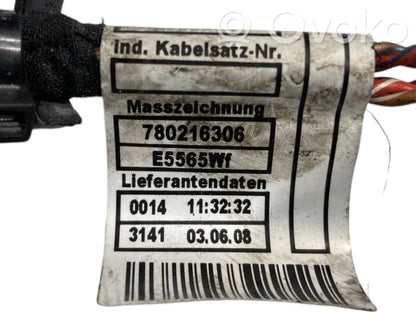 Ovoko
ind. Kabelsatz-Nr.
Masszeichnung
780216306
E5565Wf
Lieferantendaten
0014 11:32:32
3141 03.06.08